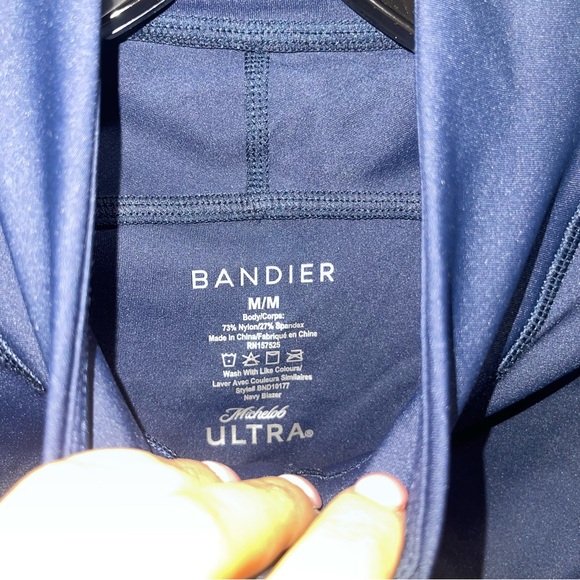 BANDIER
M/M
Body/Corps:
73% Nylon/27% Spandex
Made in China/Fabriqué en Chine
RN157525
Wash With Like Colours/
Laver Avec Couleurs Similaires
Style# BND10177
Navy Blazer
Michelob
ULTRA®